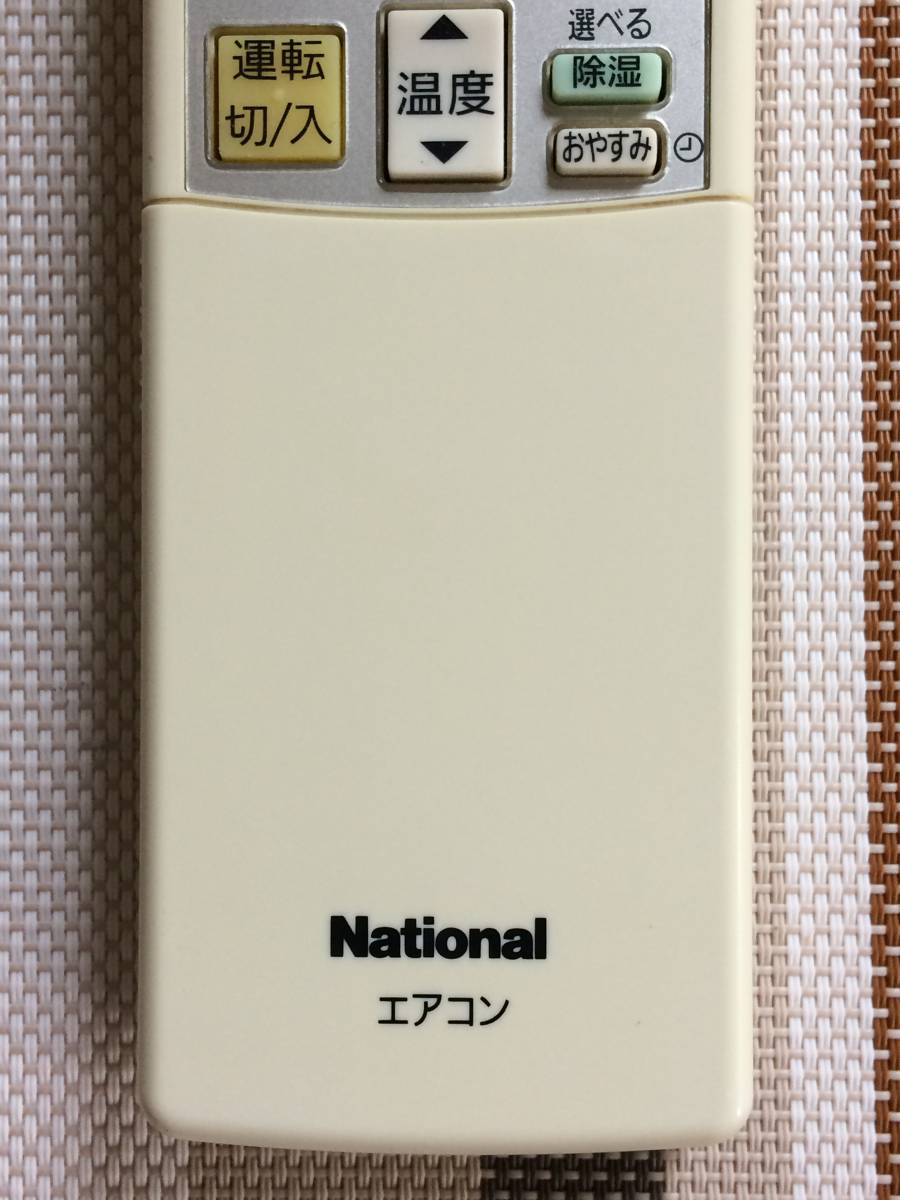 運転
切/入
温度
選べる
除湿
おやすみ
National
エアコン